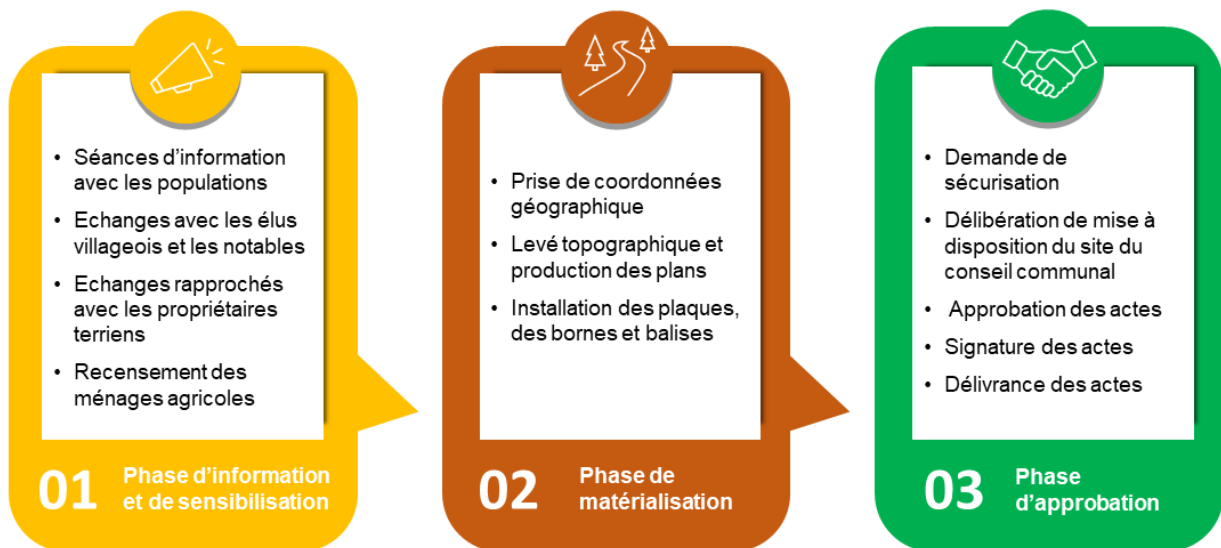 • Séances d'information
avec les populations
• Echanges avec les élus
villageois et les notables
• Echanges rapprochés
avec les propriétaires
terriens
• Recensement des
ménages agricoles
01
Phase d'information
et de sensibilisation
• Prise de coordonnées
géographique
• Levé topographique et
production des plans
• Installation des plaques,
des bornes et balises
02
Phase de
matérialisation
• Demande de
sécurisation
• Délibération de mise à
disposition du site du
conseil communal
• Approbation des actes
• Signature des actes
• Délivrance des actes
03
Phase
d'approbation